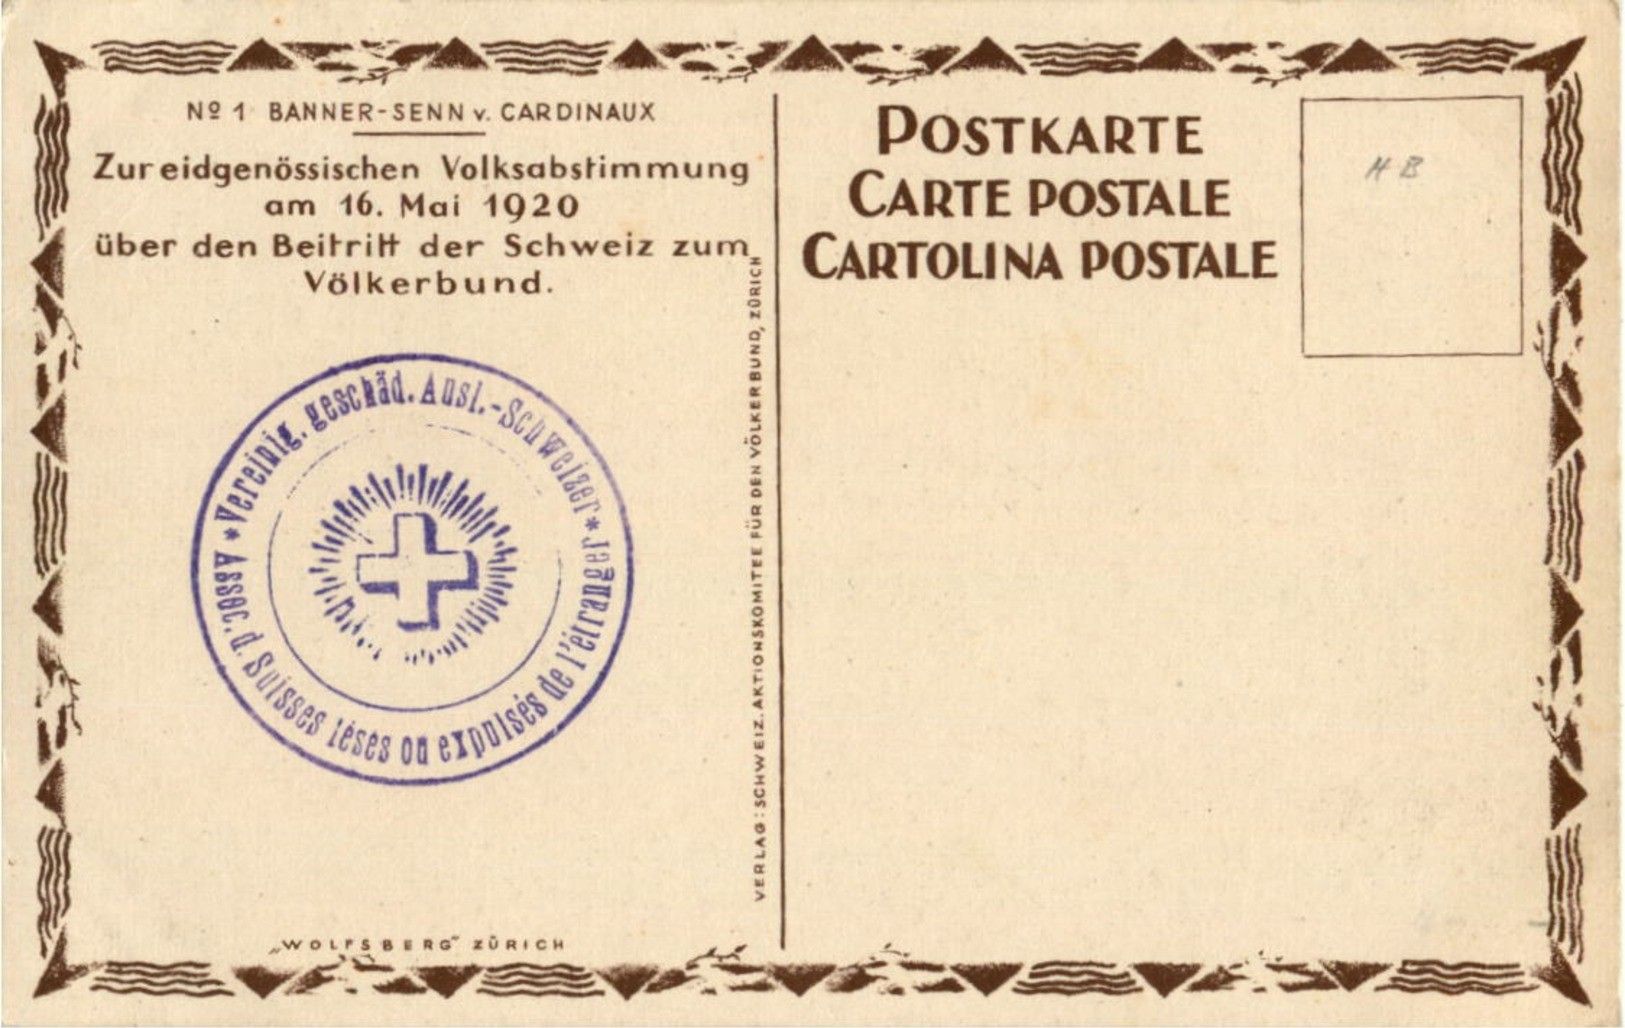 Nº 1 BANNER-SENN v. CARDINAUX
Zur eidgenössischen Volksabstimmung
am 16. Mai 1920
über den Beitritt der Schweiz zum
Völkerbund.
* Vereinig. geschäd. Ausl.-Schweizer *
Assoc. d. Suisses lésés ou expulsés de l'étranger
„WOLFSBERG“ ZÜRICH
VERLAG: SCHWEIZ. AKTIONSKOMITEE FÜR DEN VÖLKERBUND, ZÜRICH
POSTKARTE
CARTE POSTALE
CARTOLINA POSTALE
H B